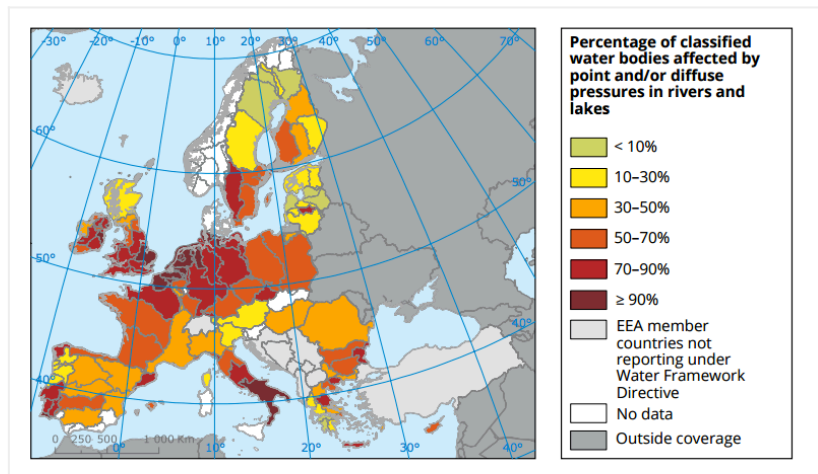 -30° -20° -10° 0° 10° 20° 30° 40° 50° 60° 70°
60°
50°
50°
40°
40°
0 250 500 1 000 Km
0° 10° 20° 30° 40°
Percentage of classified
water bodies affected by
point and/or diffuse
pressures in rivers and
lakes
< 10%
10–30%
30–50%
50–70%
70–90%
≥ 90%
EEA member
countries not
reporting under
Water Framework
Directive
No data
Outside coverage